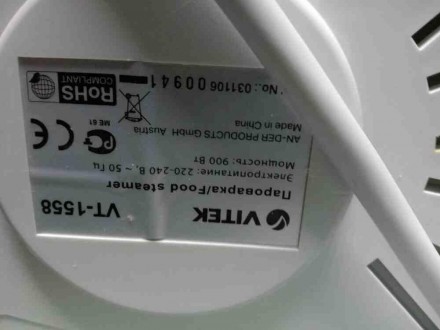 VITEK VT-1558
Пароварка/Food steamer
Электропитание: 220-240 В, ~ 50 Гц
Мощность: 900 Вт
AN-DER PRODUCTS GmbH Austria
Made in China
ME 61
RoHS
COMPLIANT
No.: 0311060 00941